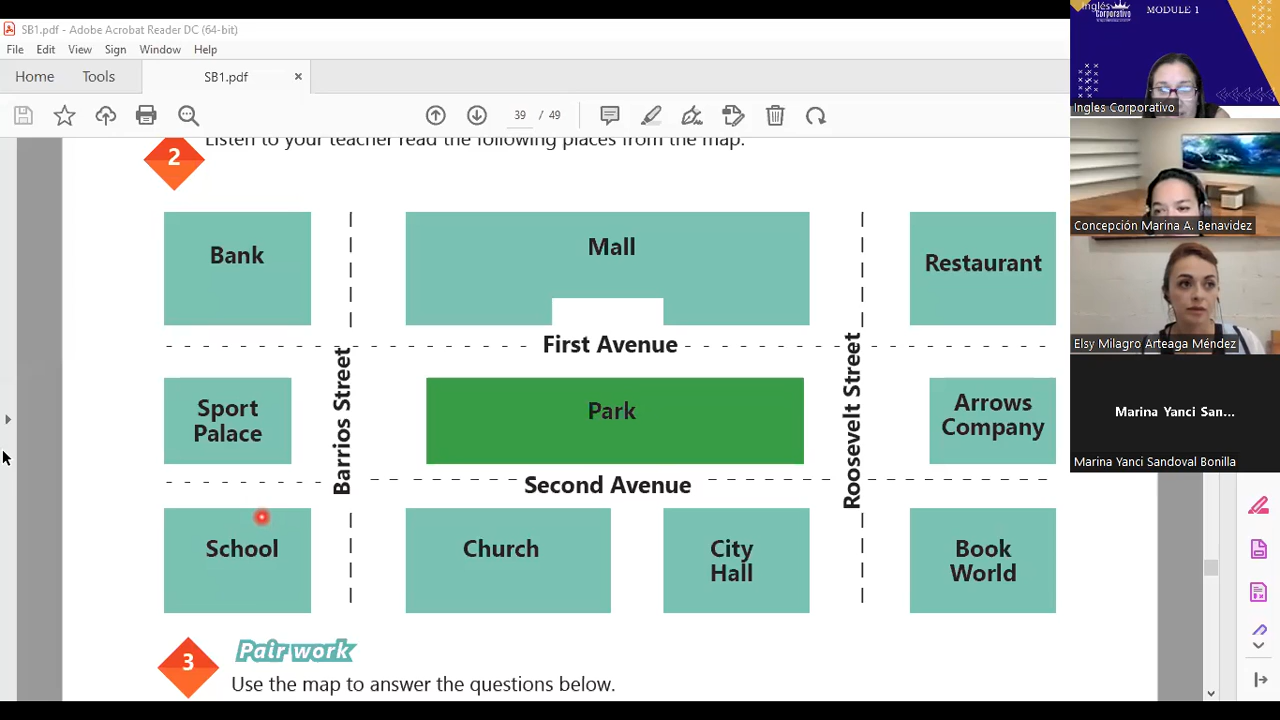 SB1.pdf - Adobe Acrobat Reader DC (64-bit)
File Edit View Sign Window Help
Home Tools SB1.pdf ×
39 / 49
2 Listen to your teacher read the following places from the map.
Bank Mall Restaurant
First Avenue
Barrios Street
Roosevelt Street
Sport
Palace
Park
Arrows
Company
Second Avenue
School Church
City
Hall
Book
World
3 Pair work
Use the map to answer the questions below.
Inglés
Corporativo
MODULE 1
Ingles Corporativo
Concepción Marina A. Benavidez
Elsy Milagro Arteaga Méndez
Marina Yanci San...
Marina Yanci Sandoval Bonilla